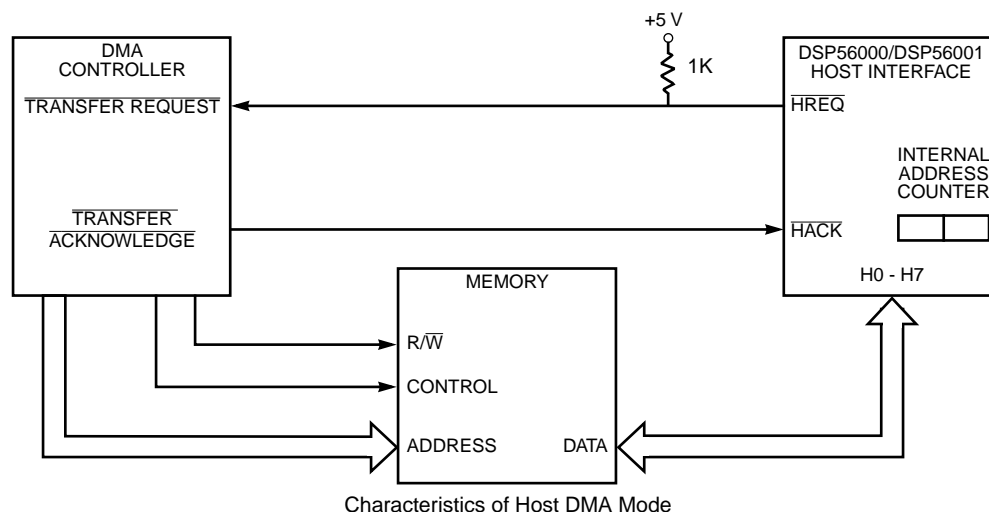 +5 V
1K
DMA
CONTROLLER
TRANSFER REQUEST
TRANSFER
ACKNOWLEDGE
DSP56000/DSP56001
HOST INTERFACE
HREQ
INTERNAL
ADDRESS
COUNTER
HACK
H0 - H7
MEMORY
R/W
CONTROL
ADDRESS
DATA
Characteristics of Host DMA Mode